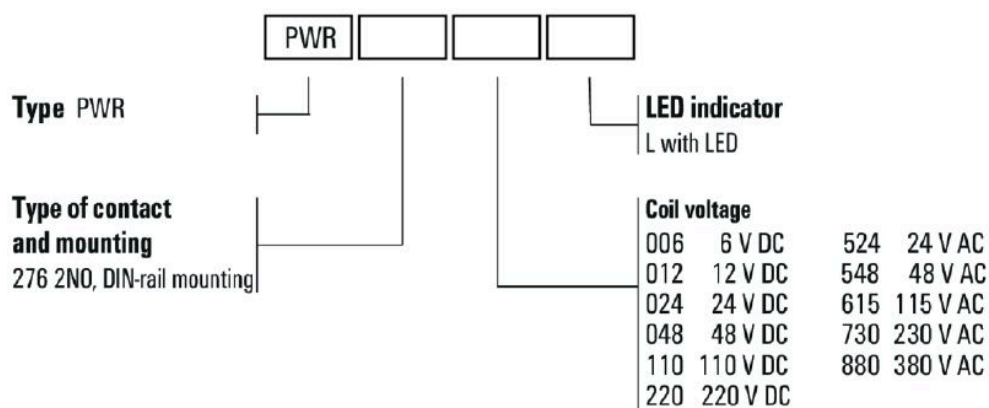 PWR
Type PWR
LED indicator
L with LED
Type of contact
and mounting
276 2NO, DIN-rail mounting
Coil voltage
006 6 V DC 524 24 V AC
012 12 V DC 548 48 V AC
024 24 V DC 615 115 V AC
048 48 V DC 730 230 V AC
110 110 V DC 880 380 V AC
220 220 V DC